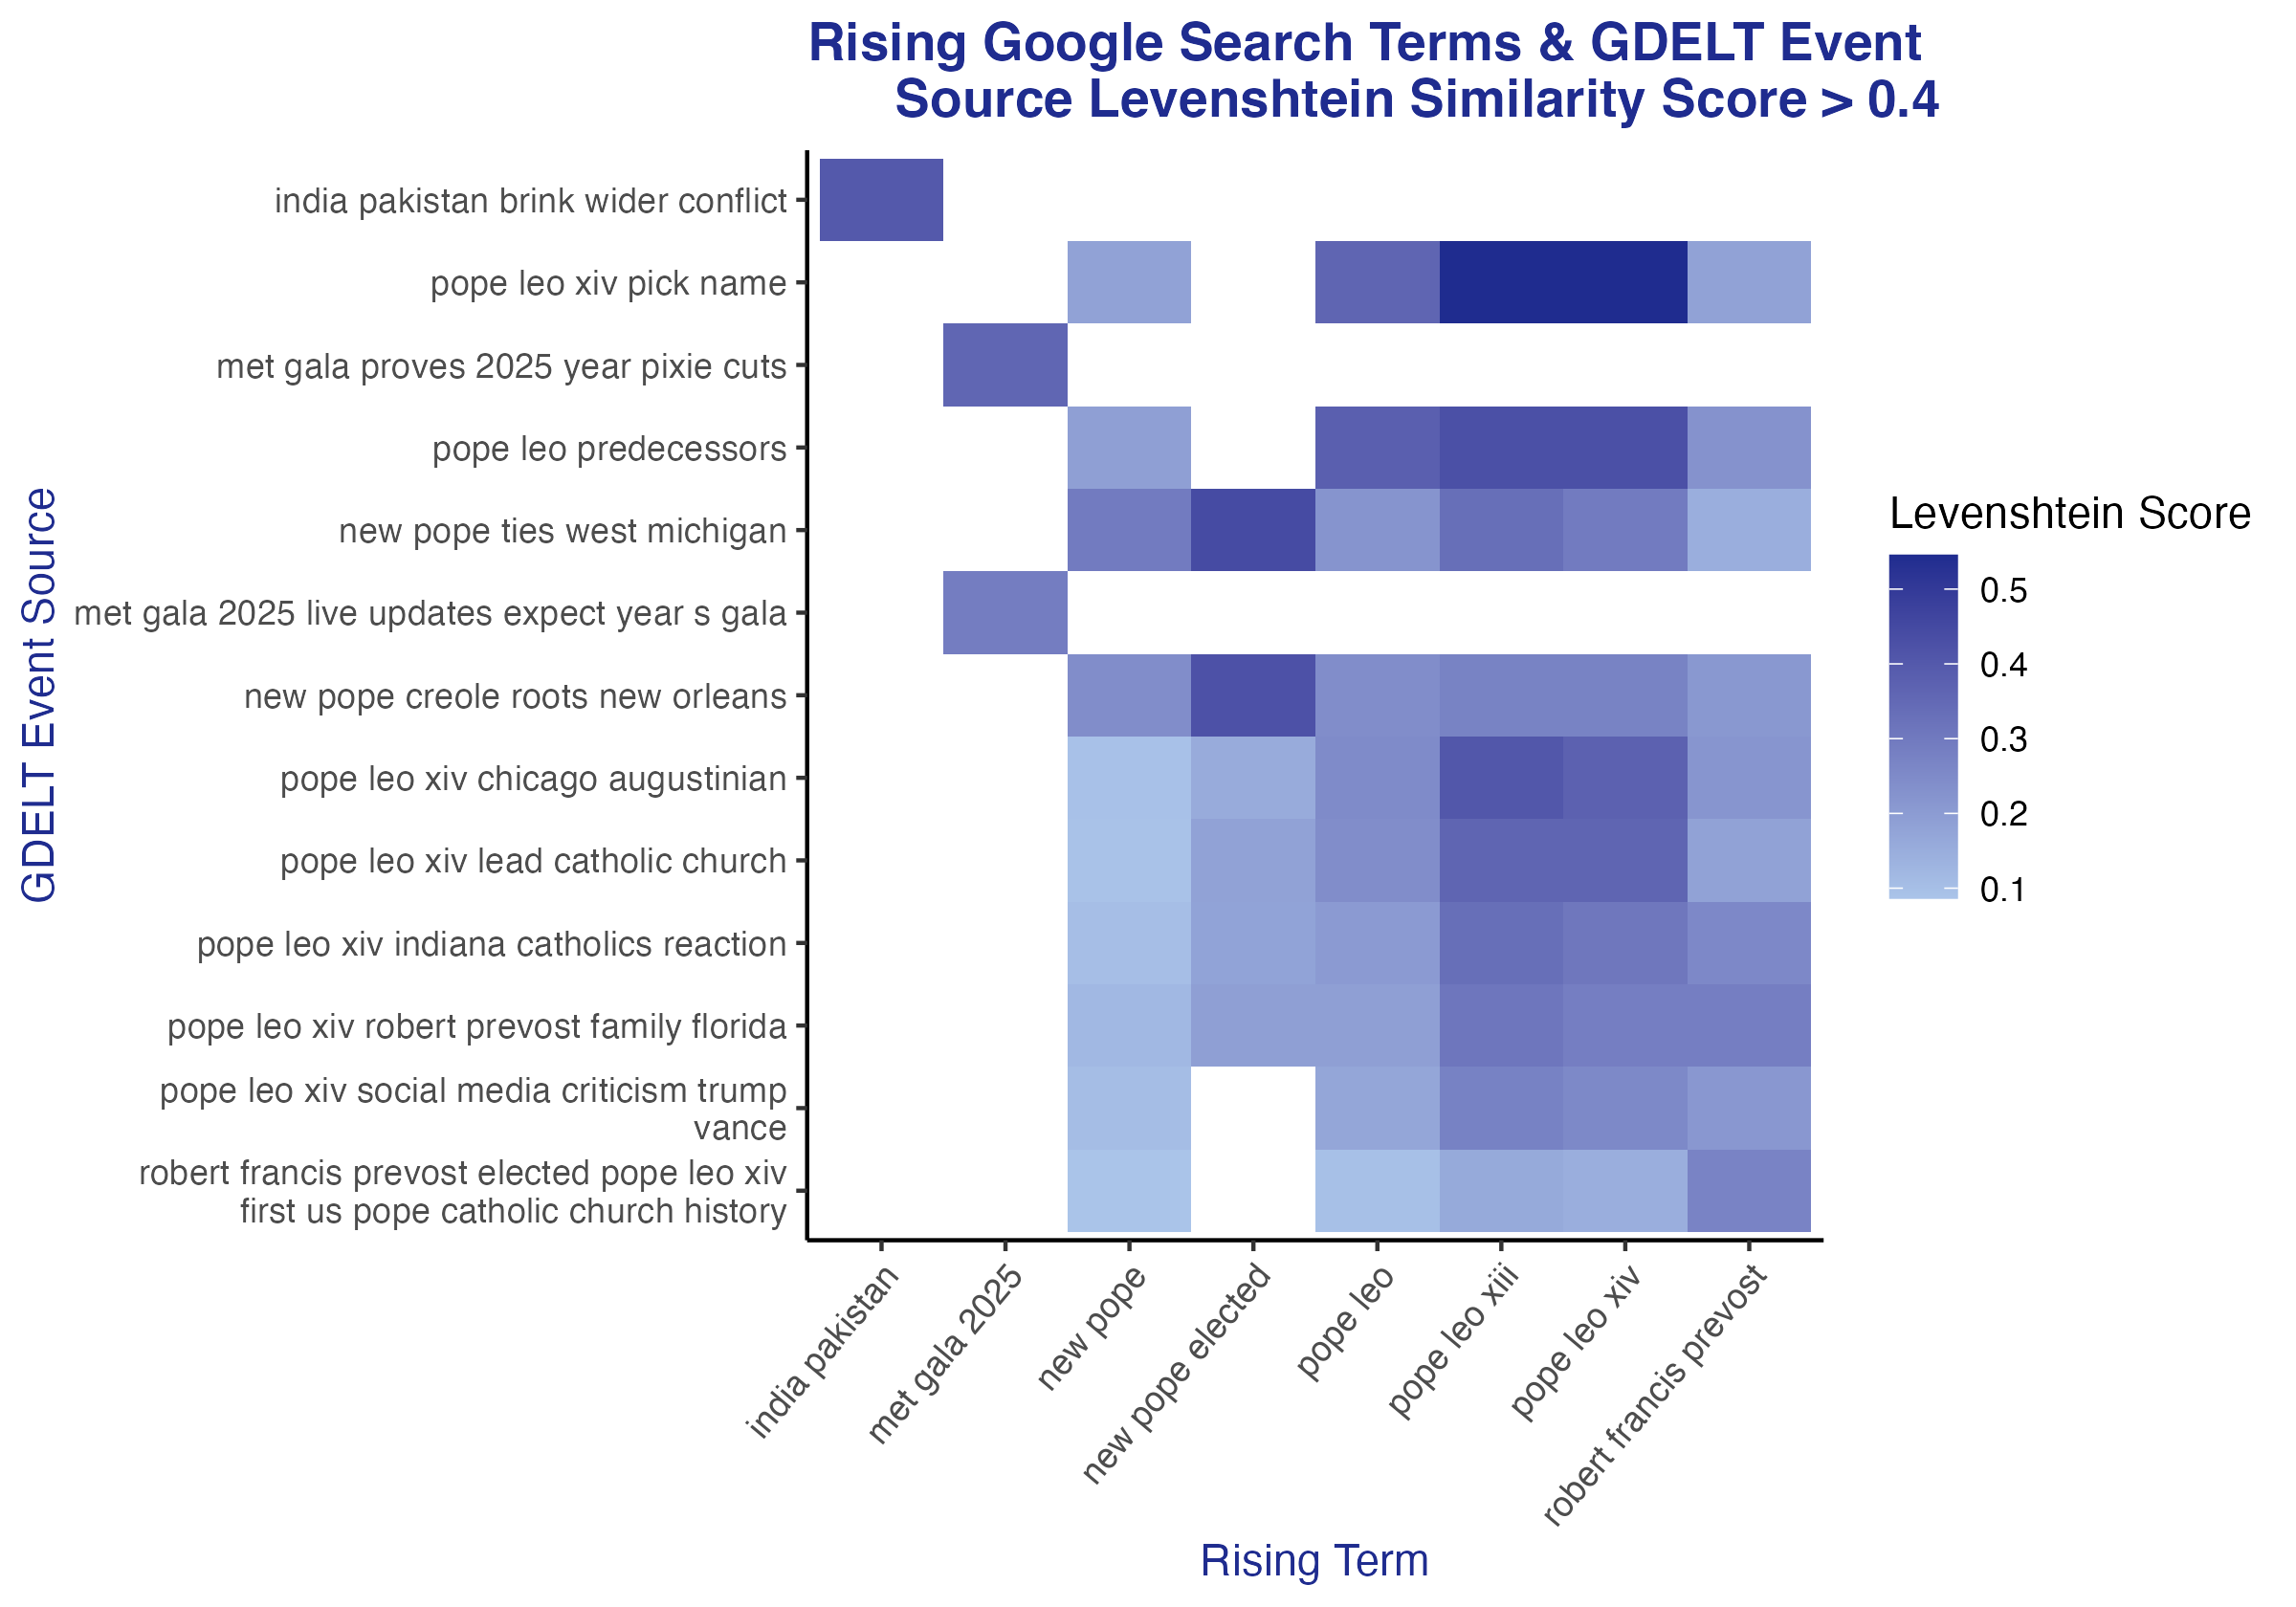 Rising Google Search Terms & GDELT Event
Source Levenshtein Similarity Score > 0.4
GDELT Event Source
india pakistan brink wider conflict
pope leo xiv pick name
met gala proves 2025 year pixie cuts
pope leo predecessors
new pope ties west michigan
met gala 2025 live updates expect year s gala
new pope creole roots new orleans
pope leo xiv chicago augustinian
pope leo xiv lead catholic church
pope leo xiv indiana catholics reaction
pope leo xiv robert prevost family florida
pope leo xiv social media criticism trump
vance
robert francis prevost elected pope leo xiv
first us pope catholic church history
india pakistan
met gala 2025
new pope
new pope elected
pope leo
pope leo xiii
pope leo xiv
robert francis prevost
Rising Term
Levenshtein Score
0.5
0.4
0.3
0.2
0.1